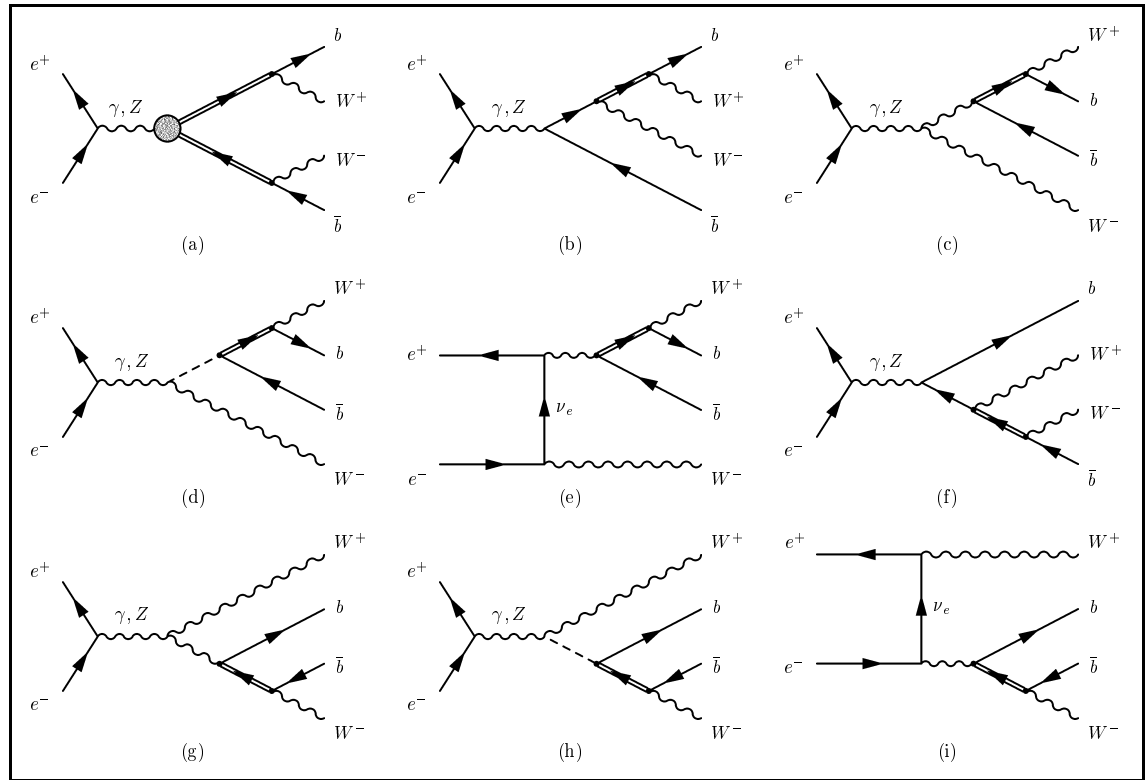 b
e⁺
γ, Z
W⁺
W⁻
e⁻
b̄
(a)
b
e⁺
γ, Z
W⁺
W⁻
e⁻
b̄
(b)
W⁺
e⁺
γ, Z
b
b̄
e⁻
W⁻
(c)
W⁺
e⁺
γ, Z
b
b̄
e⁻
W⁻
(d)
W⁺
e⁺
b
νₑ
b̄
e⁻
W⁻
(e)
b
e⁺
γ, Z
W⁺
W⁻
e⁻
b̄
(f)
W⁺
e⁺
γ, Z
b
b̄
e⁻
W⁻
(g)
W⁺
e⁺
γ, Z
b
b̄
e⁻
W⁻
(h)
e⁺
W⁺
νₑ
b
e⁻
b̄
W⁻
(i)